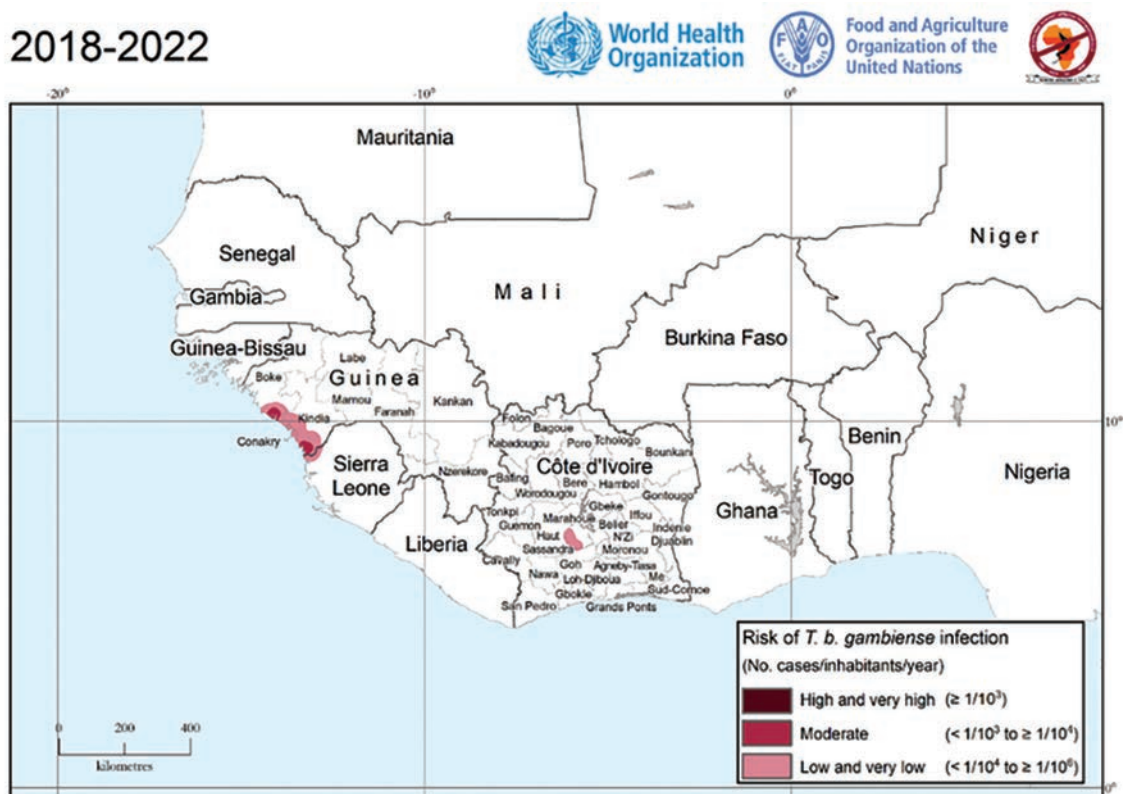 2018-2022
World Health
Organization
F A O
FIAT PANIS
Food and Agriculture
Organization of the
United Nations
-20°
-10°
0°
Mauritania
Niger
Senegal
Mali
Gambia
Burkina Faso
Guinea-Bissau
Labe
Boke
Guinea
Mamou
Kankan
Faranah
Kindia
10°
Folon
Bagoue
Conakry
Kabadougou
Poro
Tchologo
Benin
Bounkani
Sierra
Leone
Nzerekore
Côte d'Ivoire
Bafing
Bere
Hambol
Togo
Nigeria
Worodougou
Gontougo
Ghana
Gbeke
Tonkpi
Marahoue
Iffou
Guemon
Belier
Indenie
Djuablin
Liberia
Haut
Sassandra
N'Zi
Moronou
Cavally
Goh
Agneby-Tiasa
Nawa
Loh-Djiboua
Me
Gbokle
Sud-Comoe
San Pedro
Grands Ponts
Risk of T. b. gambiense infection
(No. cases/inhabitants/year)
High and very high (≥ 1/10³)
Moderate (< 1/10³ to ≥ 1/10⁴)
Low and very low (< 1/10⁴ to ≥ 1/10⁶)
0 200 400
kilometres
0°